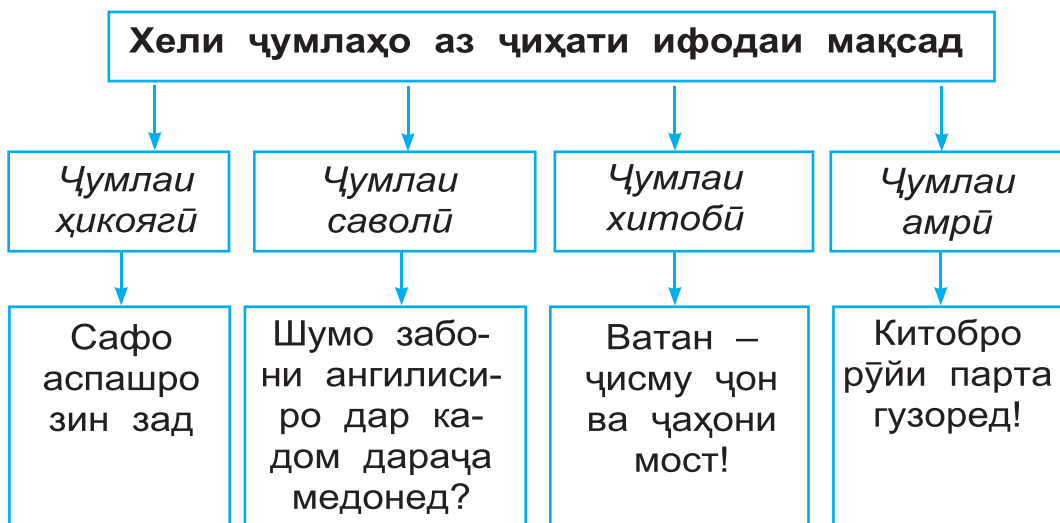 Хели ҷумлаҳо аз ҷиҳати ифодаи мақсад
Ҷумлаи
ҳикоягӣ
Ҷумлаи
саволӣ
Ҷумлаи
хитобӣ
Ҷумлаи
амрӣ
Сафо
аспашро
зин зад
Шумо забо-
ни ангилиси-
ро дар ка-
дом дараҷа
медонед?
Ватан –
ҷисму ҷон
ва ҷаҳони
мост!
Китобро
рӯйи парта
гузоред!